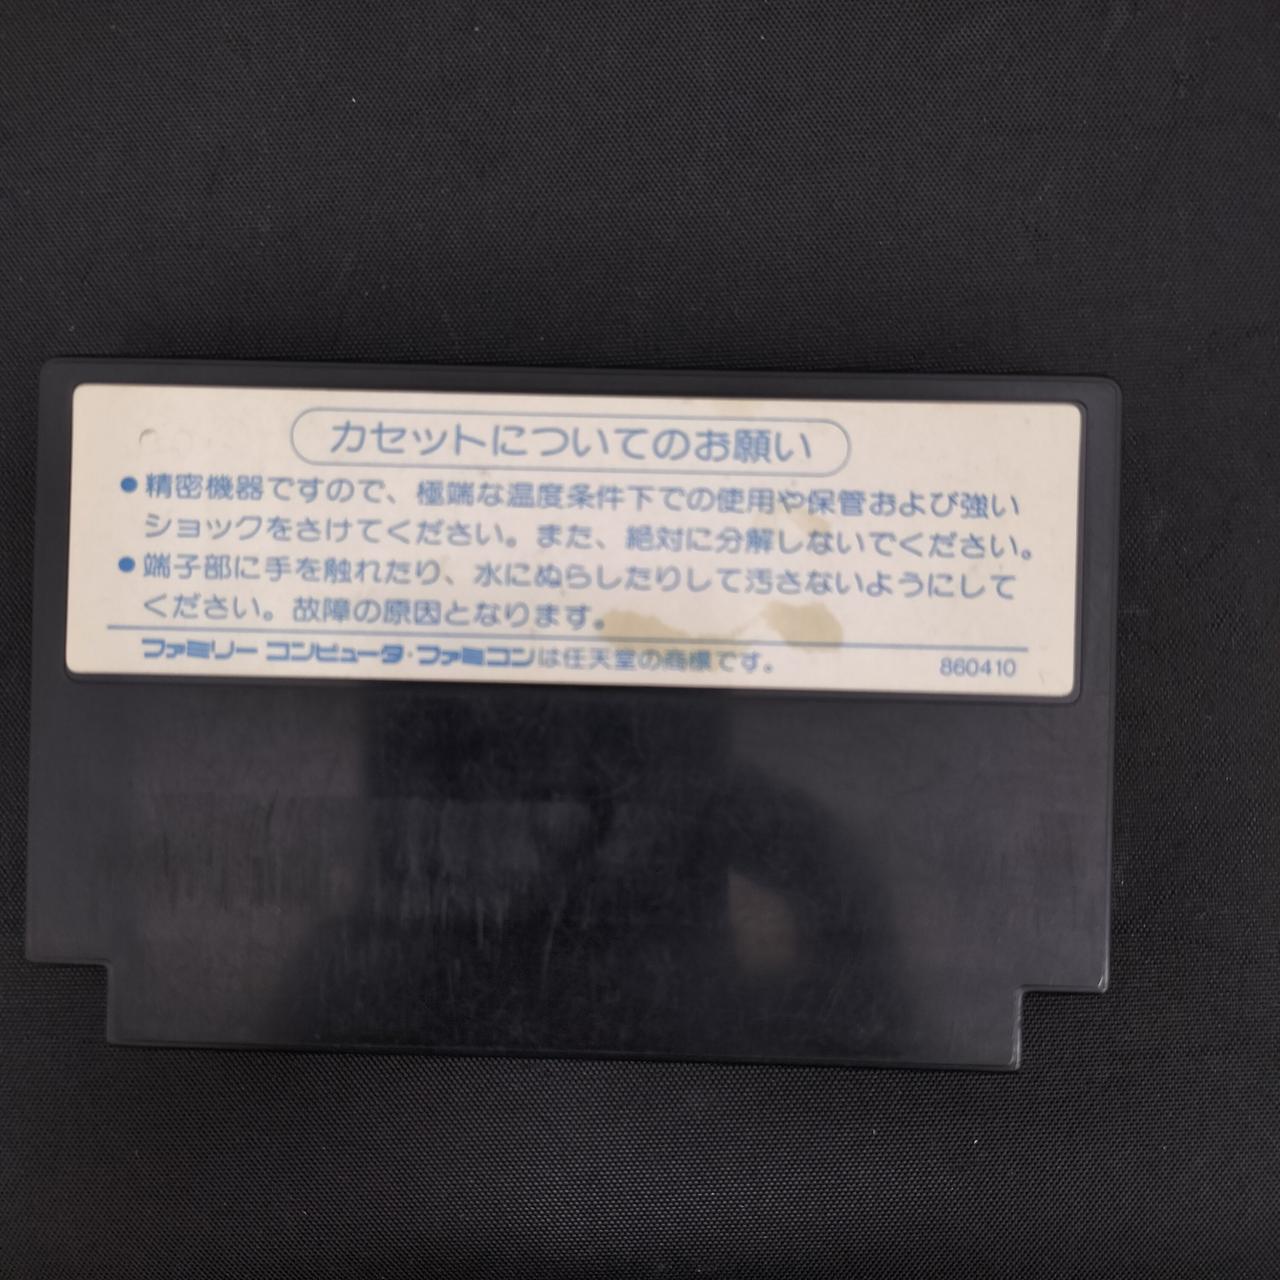 カセットについてのお願い
●精密機器ですので、極端な温度条件下での使用や保管および強い
ショックをさけてください。また、絶対に分解しないでください。
●端子部に手を触れたり、水にぬらしたりして汚さないようにして
ください。故障の原因となります。
ファミリー コンピュータ・ファミコンは任天堂の商標です。 860410